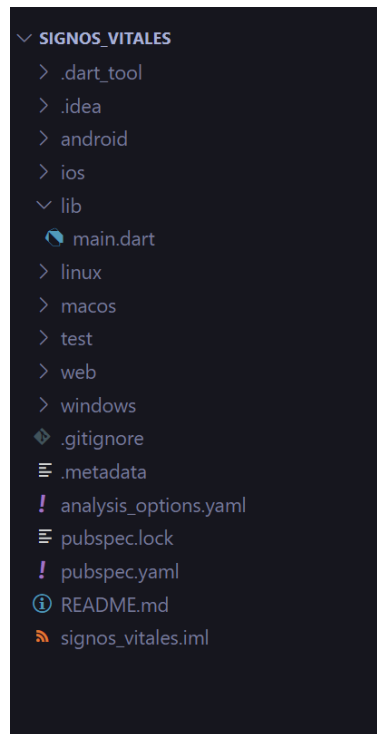 SIGNOS_VITALES
.dart_tool
.idea
android
ios
lib
main.dart
linux
macos
test
web
windows
.gitignore
.metadata
analysis_options.yaml
pubspec.lock
pubspec.yaml
README.md
signos_vitales.iml